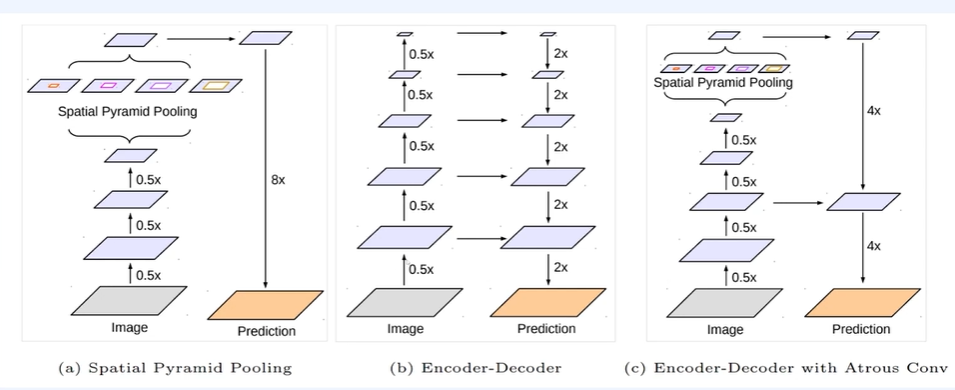 Spatial Pyramid Pooling
0.5x
0.5x
0.5x
8x
Image
Prediction
(a) Spatial Pyramid Pooling
0.5x
0.5x
0.5x
0.5x
0.5x
2x
2x
2x
2x
2x
Image
Prediction
(b) Encoder-Decoder
Spatial Pyramid Pooling
0.5x
0.5x
0.5x
0.5x
4x
4x
Image
Prediction
(c) Encoder-Decoder with Atrous Conv